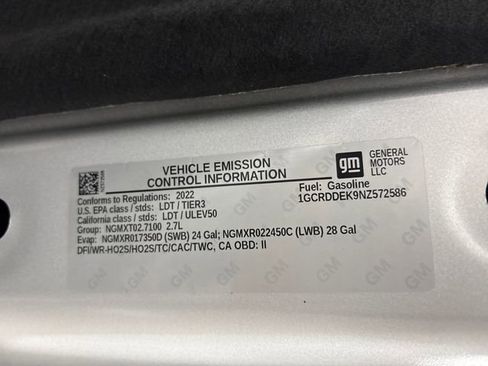 VEHICLE EMISSION
CONTROL INFORMATION
gm GENERAL
MOTORS
LLC
Conforms to Regulations: 2022
Fuel: Gasoline
U.S. EPA class / stds: LDT / TIER3
1GCRDDEK9NZ572586
California class / stds: LDT / ULEV50
Group: NGMXT02.7100 2.7L
Evap: NGMXR017350D (SWB) 24 Gal; NGMXR022450C (LWB) 28 Gal
DFI/WR-HO2S/HO2S/TC/CAC/TWC, CA OBD: II